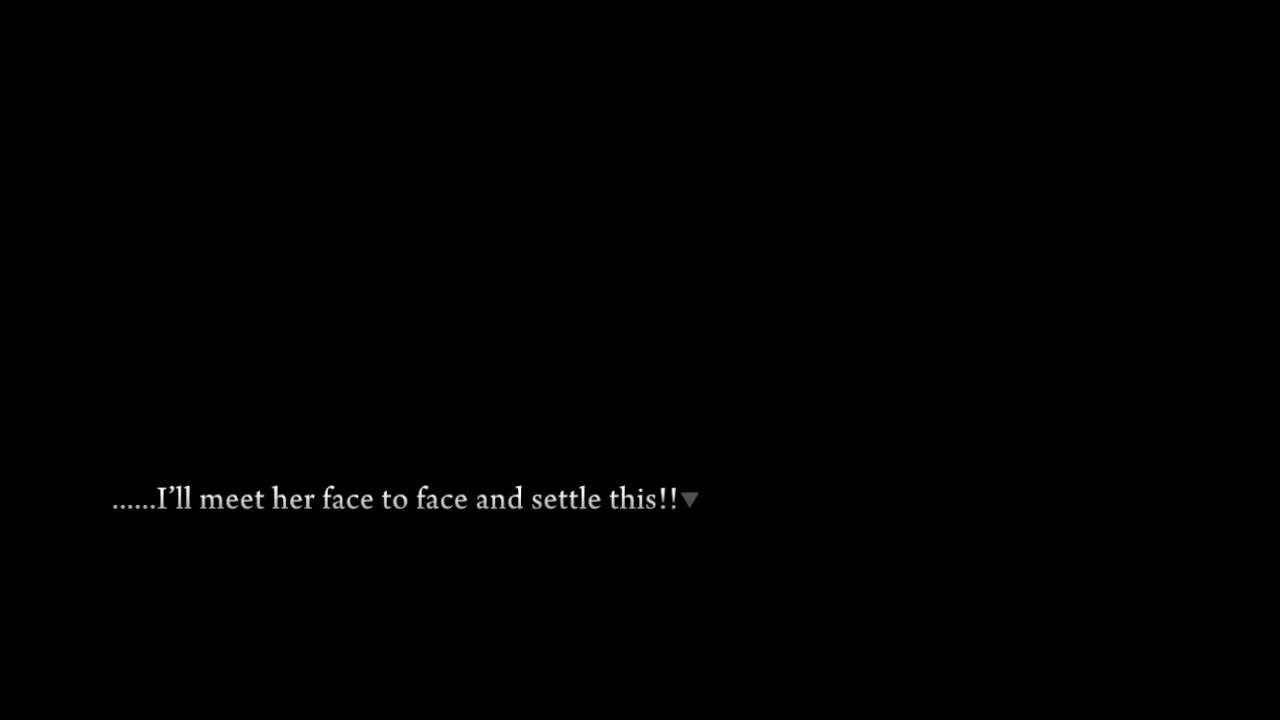 ......I’ll meet her face to face and settle this!!▼